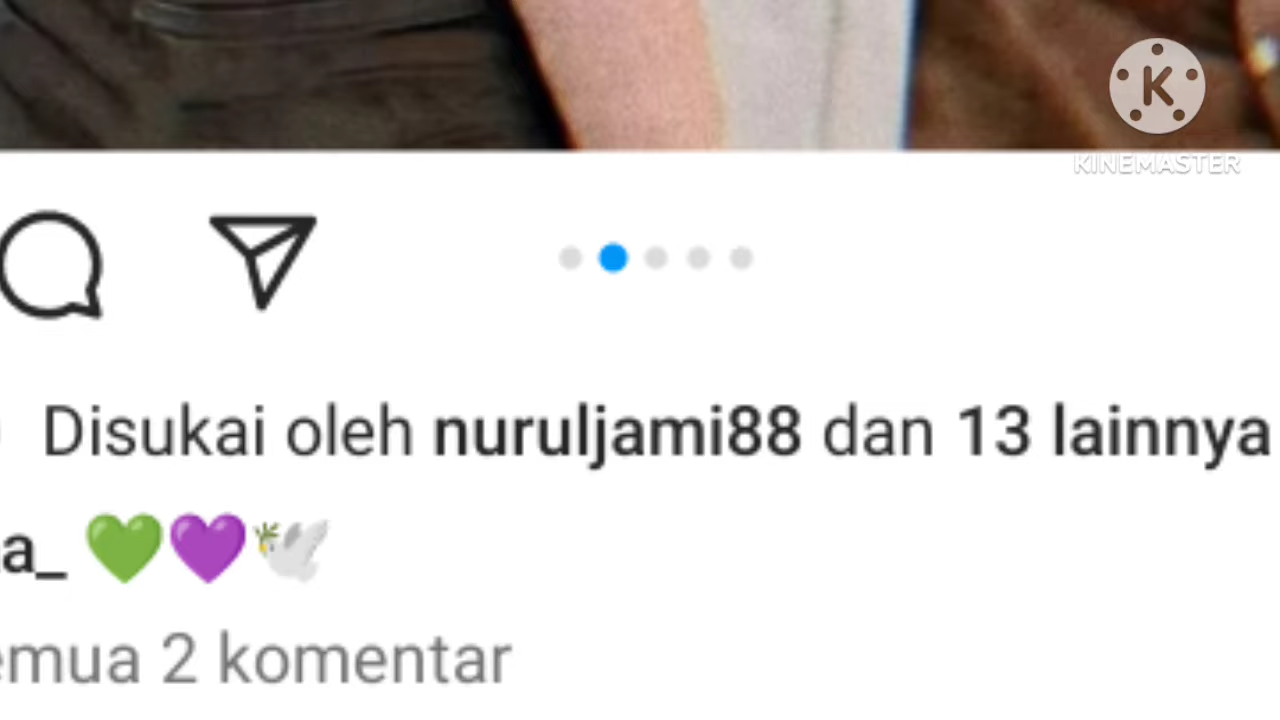 K
KINEMASTER
Disukai oleh nuruljami88 dan 13 lainnya
a_ 💚💜🕊️
emua 2 komentar